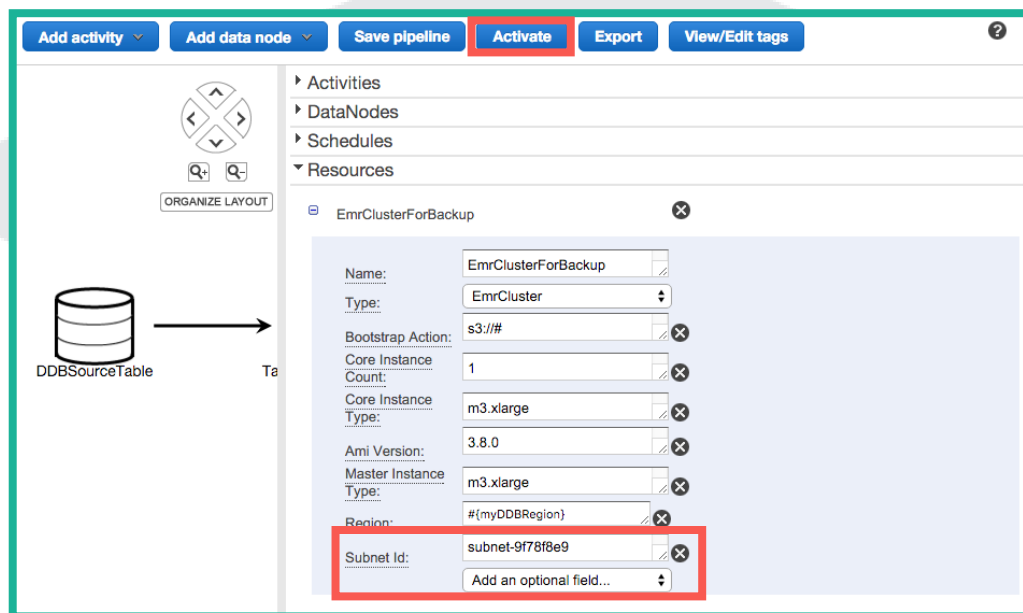 Add activity
Add data node
Save pipeline
Activate
Export
View/Edit tags
?
Activities
DataNodes
Schedules
Resources
ORGANIZE LAYOUT
EmrClusterForBackup
Name:
EmrClusterForBackup
Type:
EmrCluster
Bootstrap Action:
s3://#
Core Instance
Count:
1
Core Instance
Type:
m3.xlarge
Ami Version:
3.8.0
Master Instance
Type:
m3.xlarge
Region:
#{myDDBRegion}
Subnet Id:
subnet-9f78f8e9
Add an optional field...
DDBSourceTable
Ta